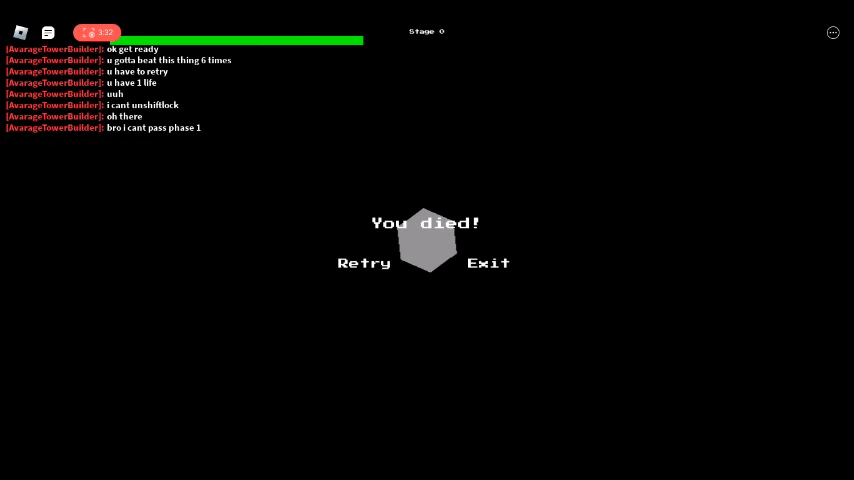 3:32
Stage 0
[AvarageTowerBuilder]: ok get ready
[AvarageTowerBuilder]: u gotta beat this thing 6 times
[AvarageTowerBuilder]: u have to retry
[AvarageTowerBuilder]: u have 1 life
[AvarageTowerBuilder]: uuh
[AvarageTowerBuilder]: i cant unshiftlock
[AvarageTowerBuilder]: oh there
[AvarageTowerBuilder]: bro i cant pass phase 1
You died!
Retry Exit